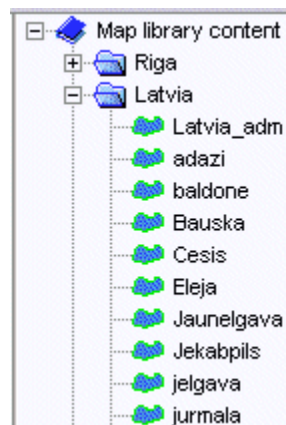 Map library content
Riga
Latvia
Latvia_adm
adazi
baldone
Bauska
Cesis
Eleja
Jaunelgava
Jekabpils
jelgava
jurmala